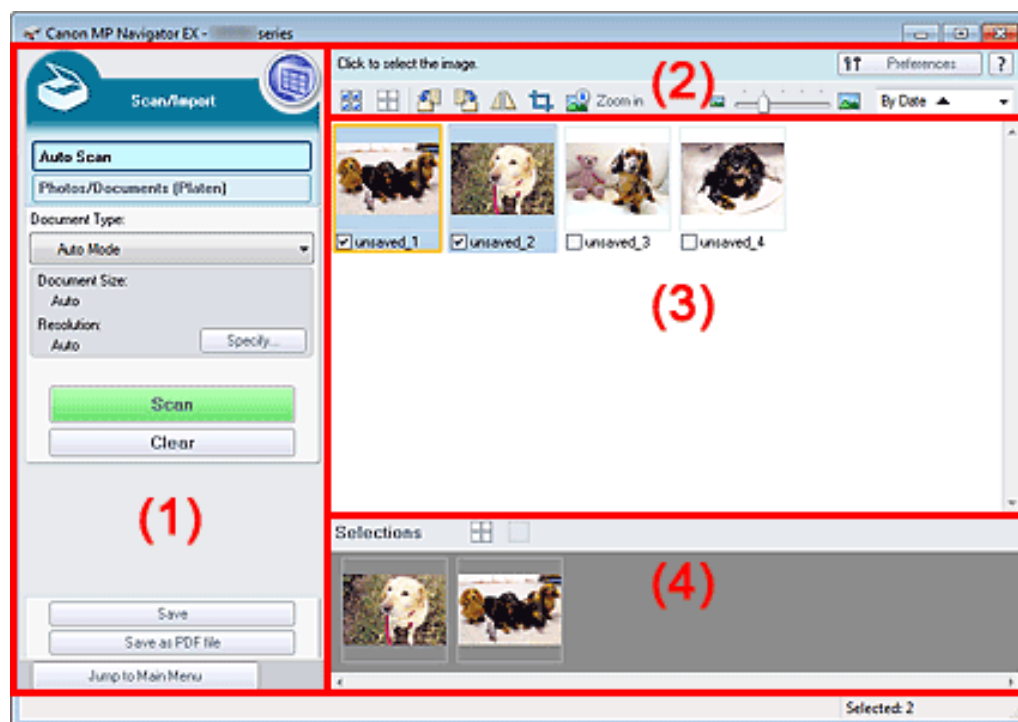 Canon MP Navigator EX - series
Scan/Import
Auto Scan
Photos/Documents (Platen)
Document Type:
Auto Mode
Document Size:
Auto
Resolution:
Auto
Specify...
Scan
Clear
(1)
Save
Save as PDF file
Jump to Main Menu
Click to select the image.
Preferences
?
(2)
Zoom in
By Date
unsaved_1
unsaved_2
unsaved_3
unsaved_4
(3)
Selections
(4)
Selected: 2